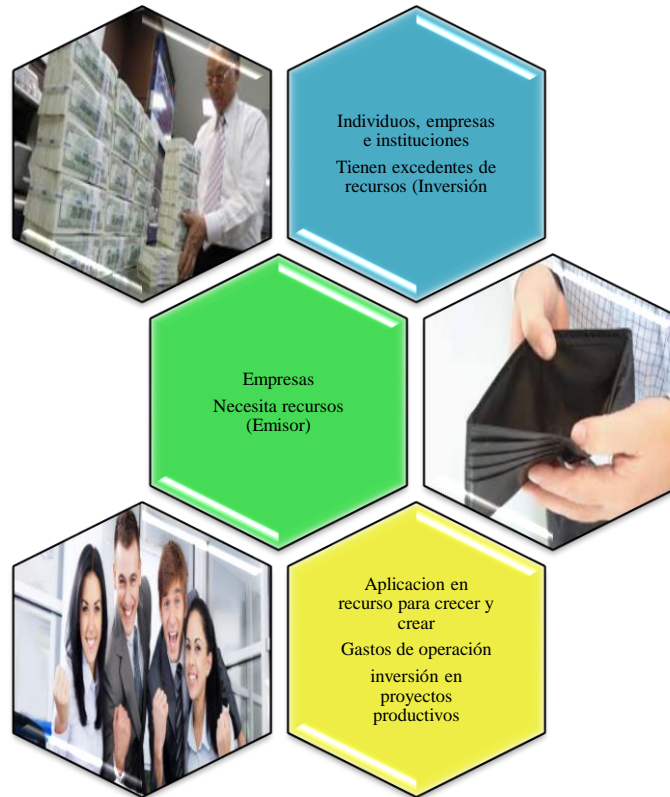 Individuos, empresas
e instituciones
Tienen excedentes de
recursos (Inversión
Empresas
Necesita recursos
(Emisor)
Aplicacion en
recurso para crecer y
crear
Gastos de operación
inversión en
proyectos
productivos